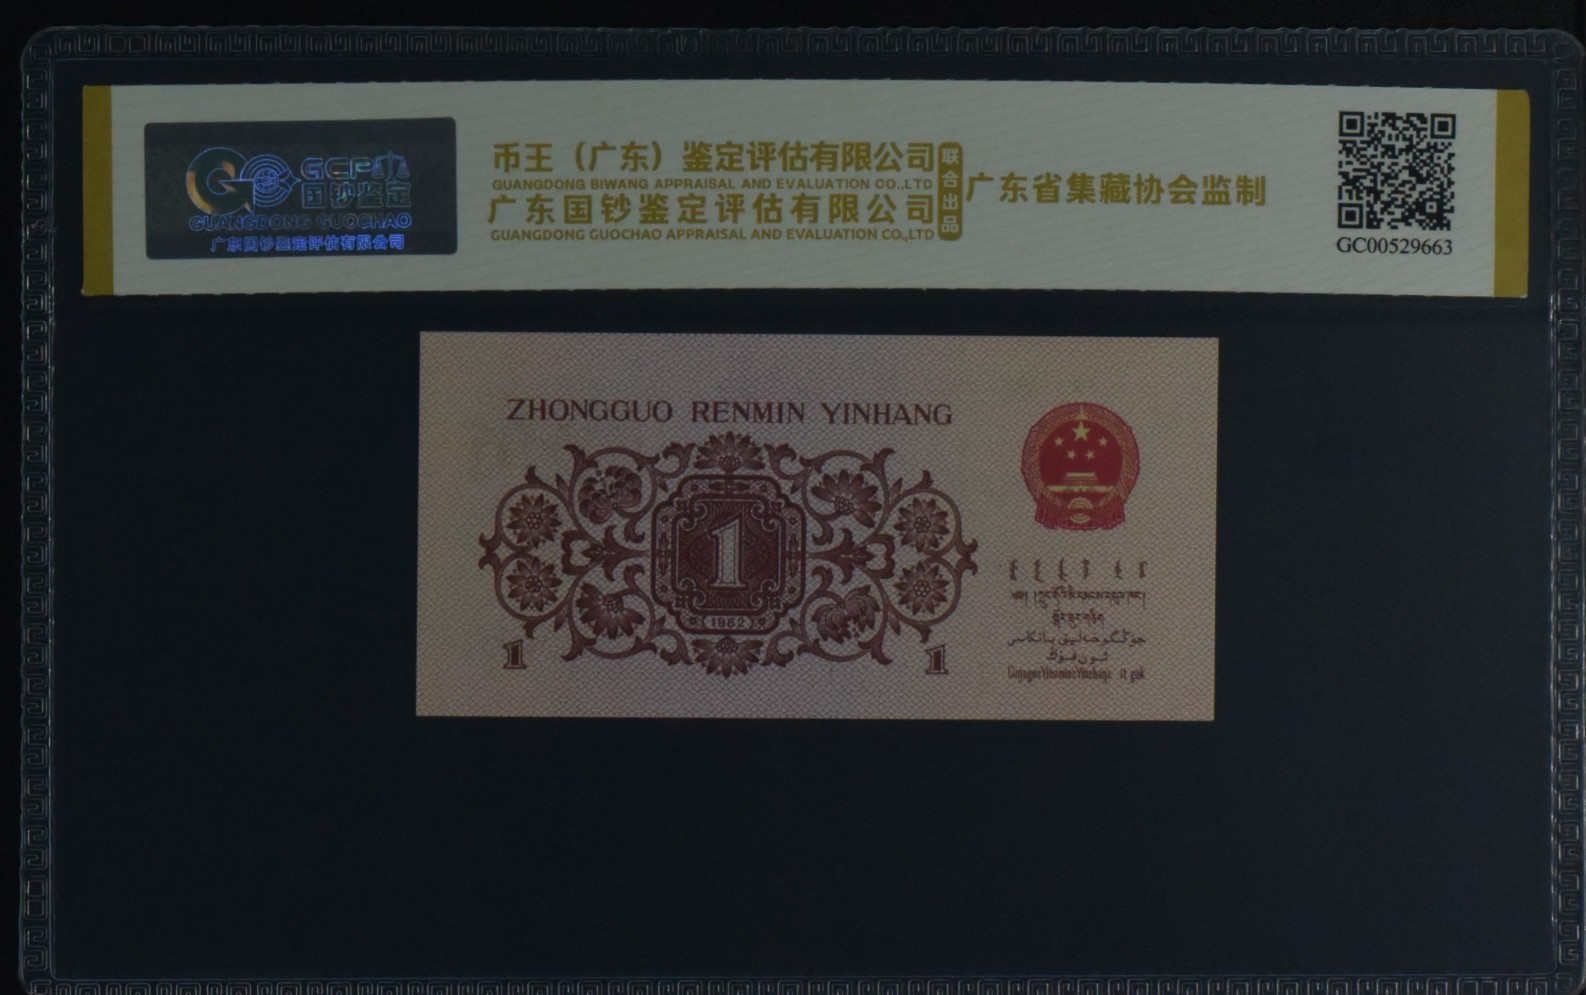 GCF
国钞鉴定
GUANGDONG GUOCHAO
广东国钞鉴定评估有限公司
币王（广东）鉴定评估有限公司
GUANGDONG BIWANG APPRAISAL AND EVALUATION CO.,LTD
广东国钞鉴定评估有限公司
GUANGDONG GUOCHAO APPRAISAL AND EVALUATION CO.,LTD
联合出品
广东省集藏协会监制
GC00529663
ZHONGGUO RENMIN YINHANG
1
1962
1
1
جۇڭگو خەلىق بانكاسى